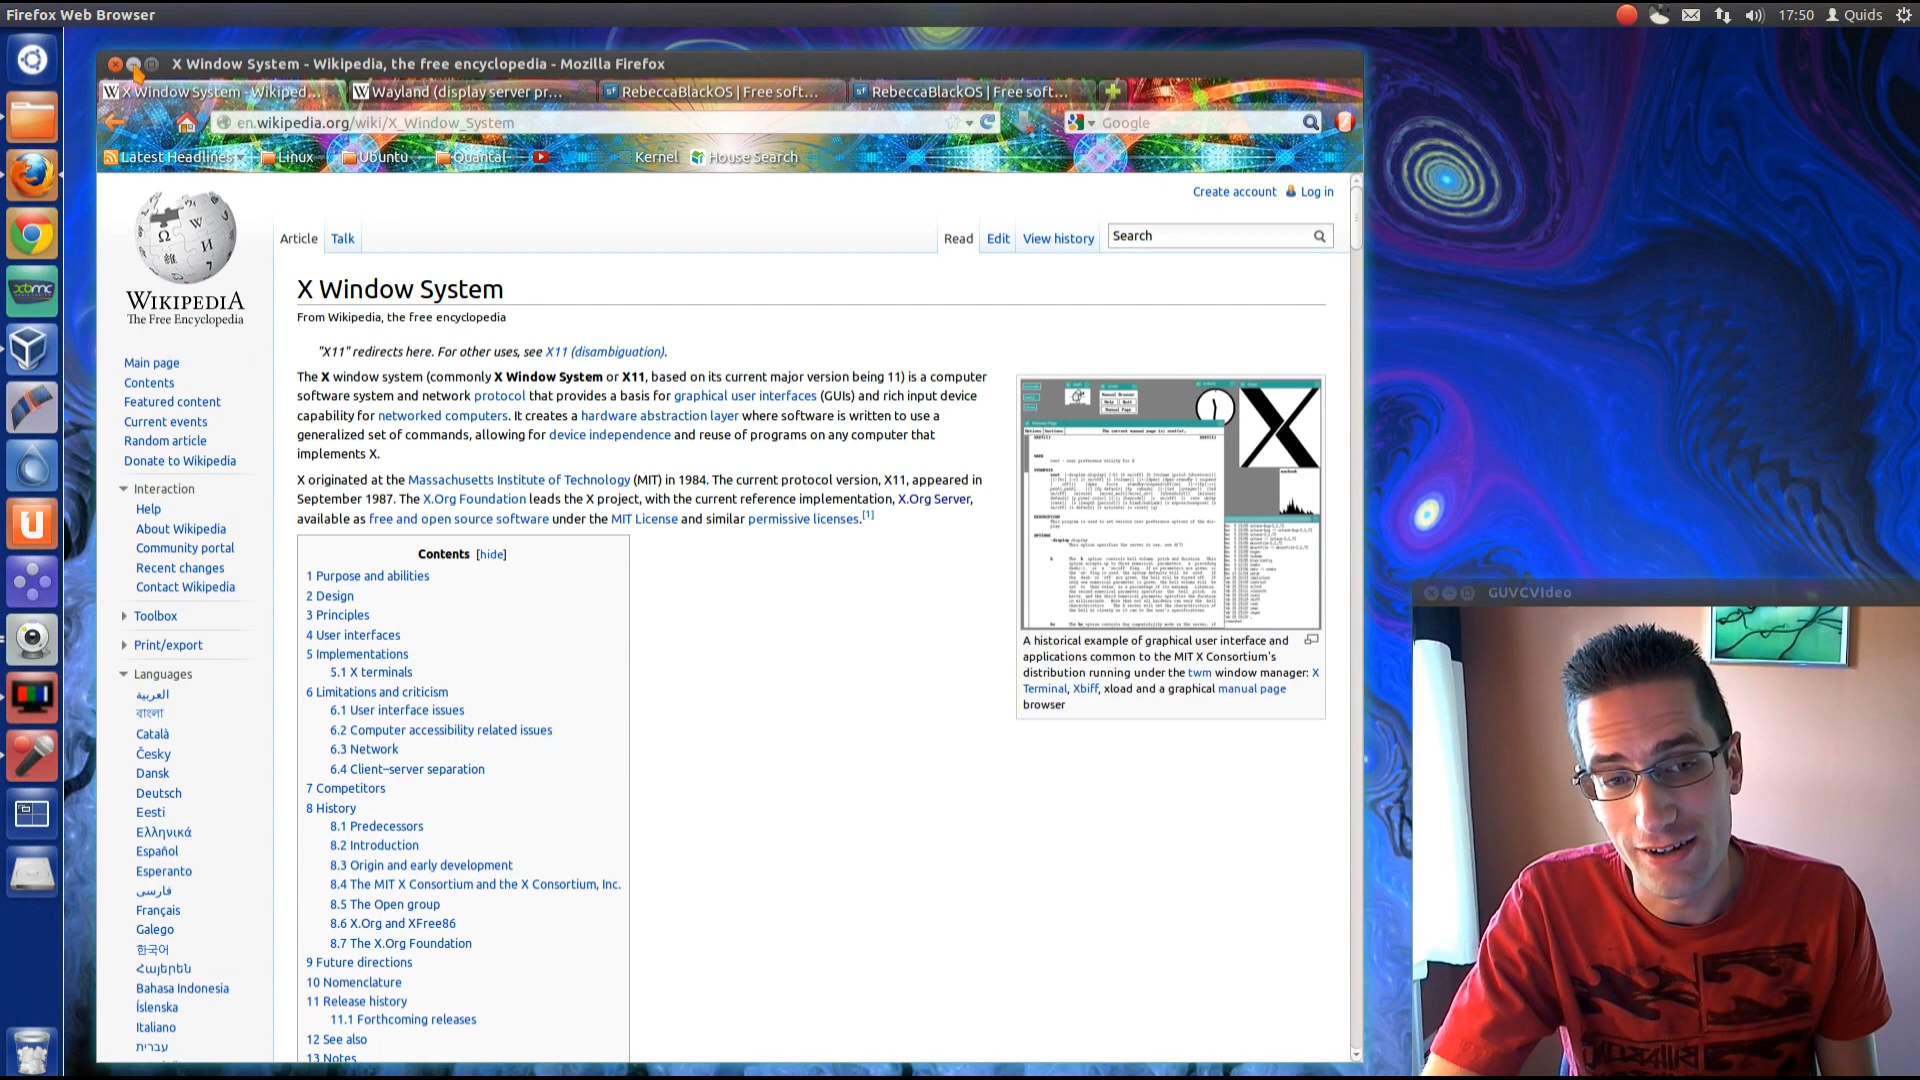 Firefox Web Browser
17:50 Quids
X Window System - Wikipedia, the free encyclopedia - Mozilla Firefox
X Window System - Wikiped...
Wayland (display server pr...
RebeccaBlackOS | Free soft...
RebeccaBlackOS | Free soft...
en.wikipedia.org/wiki/X_Window_System
Google
Latest Headlines
Linux
Ubuntu
Quantal
Kernel
House Search
Create account
Log in
Article
Talk
Read
Edit
View history
Search
WIKIPEDIA
The Free Encyclopedia
Main page
Contents
Featured content
Current events
Random article
Donate to Wikipedia
Interaction
Help
About Wikipedia
Community portal
Recent changes
Contact Wikipedia
Toolbox
Print/export
Languages
العربية
বাংলা
Català
Česky
Dansk
Deutsch
Eesti
Ελληνικά
Español
Esperanto
فارسی
Français
Galego
한국어
Հայերեն
Bahasa Indonesia
Íslenska
Italiano
עברית
X Window System
From Wikipedia, the free encyclopedia
"X11" redirects here. For other uses, see X11 (disambiguation).
The X window system (commonly X Window System or X11, based on its current major version being 11) is a computer
software system and network protocol that provides a basis for graphical user interfaces (GUIs) and rich input device
capability for networked computers. It creates a hardware abstraction layer where software is written to use a
generalized set of commands, allowing for device independence and reuse of programs on any computer that
implements X.
X originated at the Massachusetts Institute of Technology (MIT) in 1984. The current protocol version, X11, appeared in
September 1987. The X.Org Foundation leads the X project, with the current reference implementation, X.Org Server,
available as free and open source software under the MIT License and similar permissive licenses.[1]
Contents [hide]
1 Purpose and abilities
2 Design
3 Principles
4 User interfaces
5 Implementations
5.1 X terminals
6 Limitations and criticism
6.1 User interface issues
6.2 Computer accessibility related issues
6.3 Network
6.4 Client–server separation
7 Competitors
8 History
8.1 Predecessors
8.2 Introduction
8.3 Origin and early development
8.4 The MIT X Consortium and the X Consortium, Inc.
8.5 The Open group
8.6 X.Org and XFree86
8.7 The X.Org Foundation
9 Future directions
10 Nomenclature
11 Release history
11.1 Forthcoming releases
12 See also
13 Notes
A historical example of graphical user interface and
applications common to the MIT X Consortium's
distribution running under the twm window manager: X
Terminal, Xbiff, xload and a graphical manual page
browser
xbmc
GUVCVIdeo